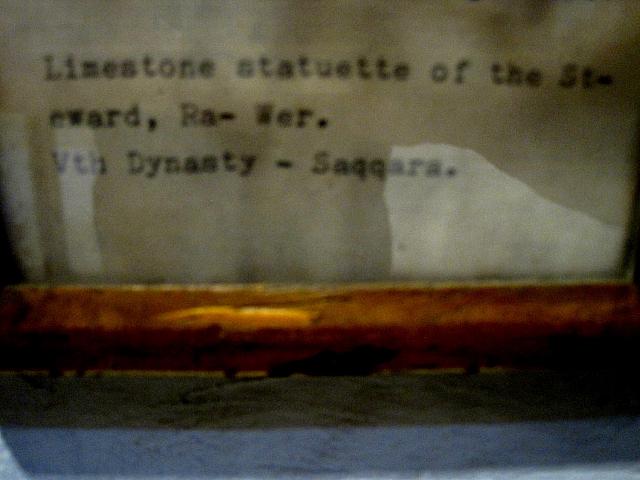 Limestone statuette of the St-
eward, Ra- Wer.
Vth Dynasty - Saqqara.